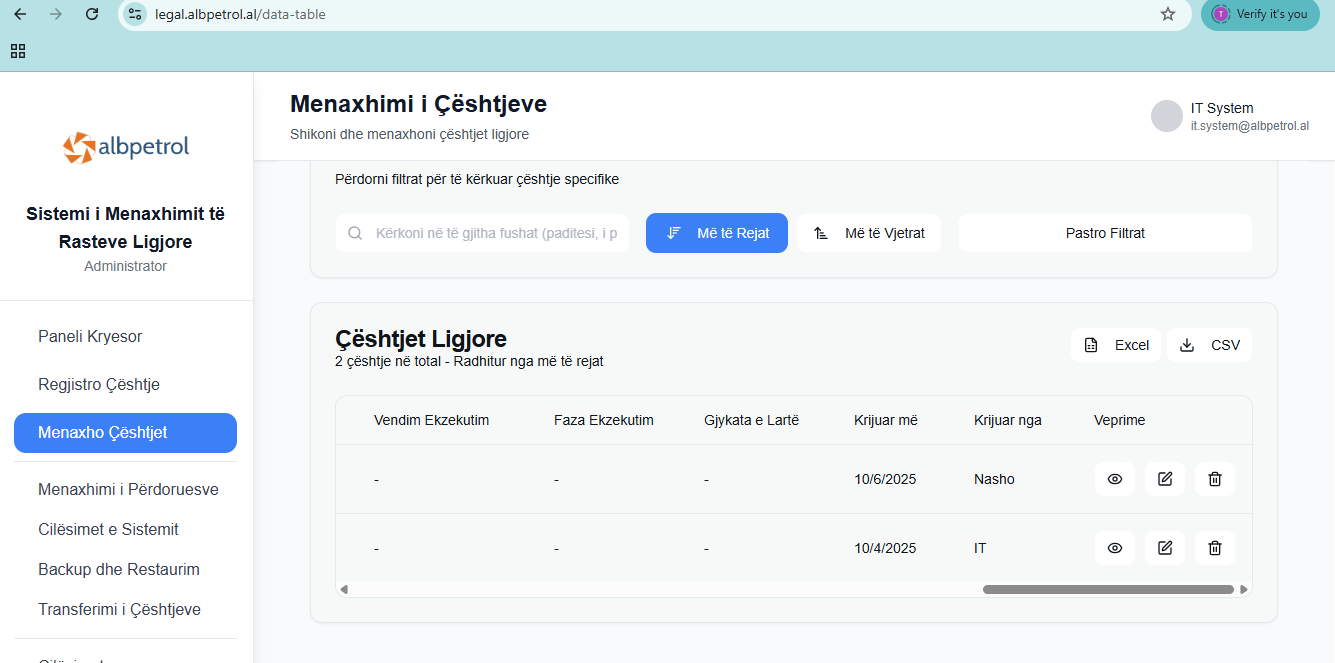 legal.albpetrol.al/data-table
T Verify it's you
albpetrol
Sistemi i Menaxhimit të
Rasteve Ligjore
Administrator
Paneli Kryesor
Regjistro Çështje
Menaxho Çështjet
Menaxhimi i Përdoruesve
Cilësimet e Sistemit
Backup dhe Restaurim
Transferimi i Çështjeve
Menaxhimi i Çështjeve
Shikoni dhe menaxhoni çështjet ligjore
IT System
it.system@albpetrol.al
Përdorni filtrat për të kërkuar çështje specifike
Kërkoni në të gjitha fushat (paditesi, i p
Më të Rejat
Më të Vjetrat
Pastro Filtrat
Çështjet Ligjore
2 çështje në total - Radhitur nga më të rejat
Excel
CSV
Vendim Ekzekutim Faza Ekzekutim Gjykata e Lartë Krijuar më Krijuar nga Veprime
- - - 10/6/2025 Nasho
- - - 10/4/2025 IT